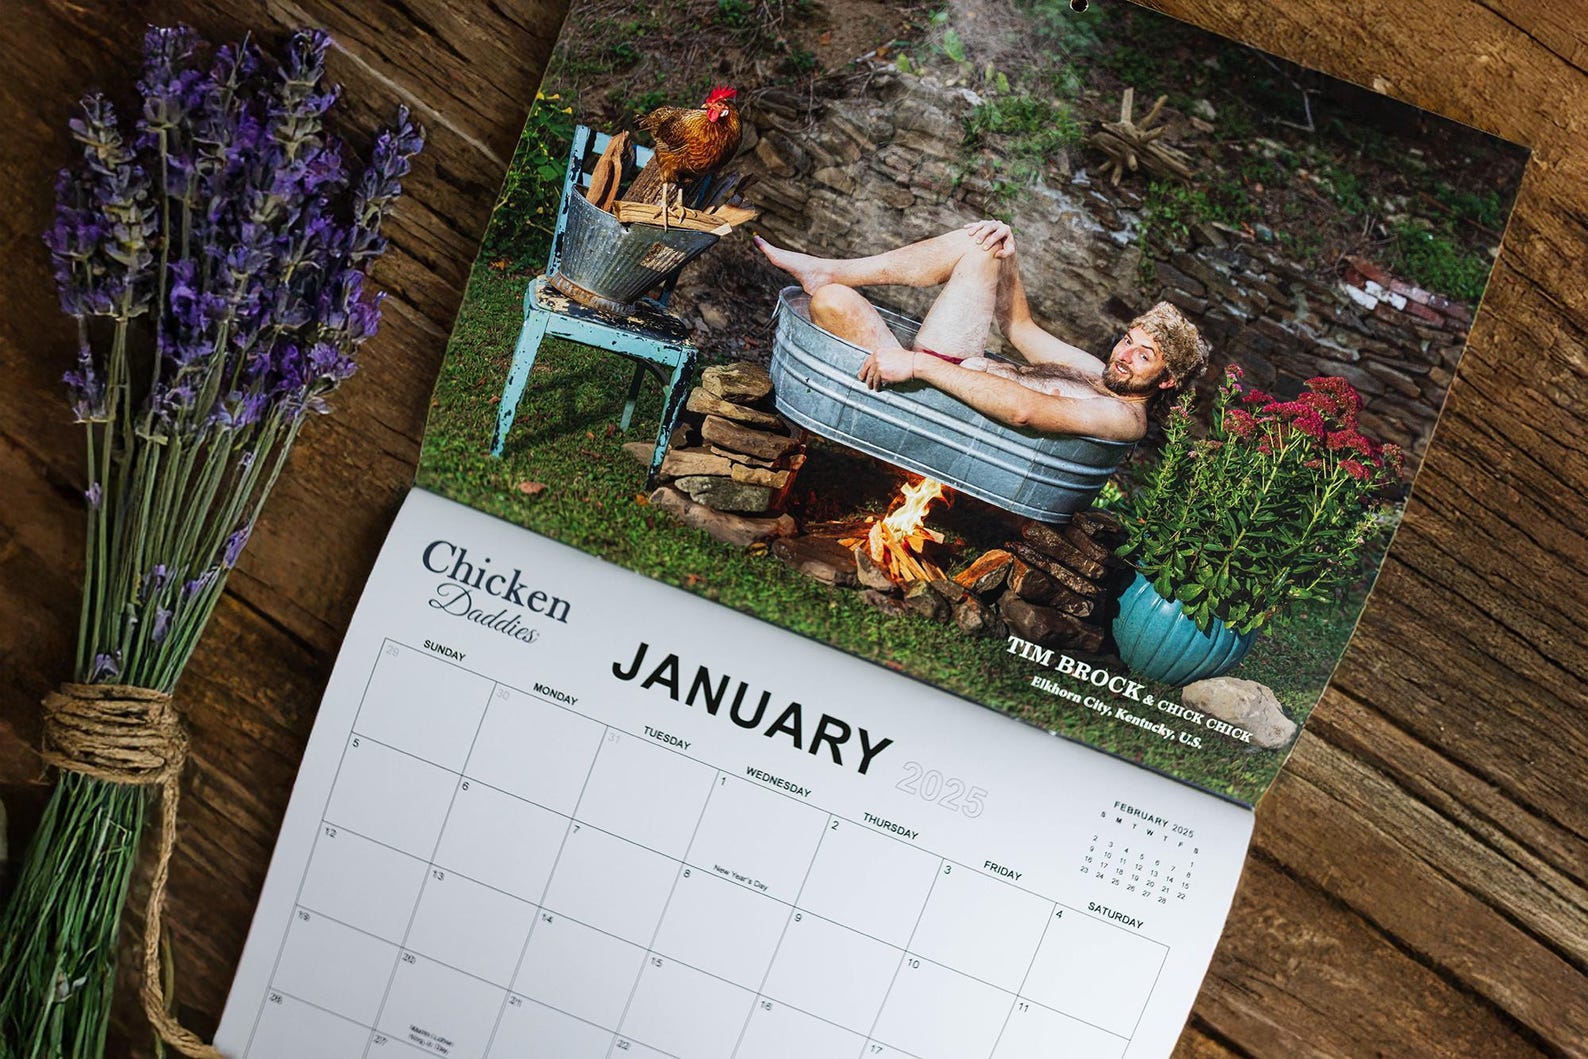 TIM BROCK & CHICK CHICK
Elkhorn City, Kentucky, U.S.
Chicken
Daddies
JANUARY 2025
FEBRUARY 2025
S M T W T F S
1
2 3 4 5 6 7 8
9 10 11 12 13 14 15
16 17 18 19 20 21 22
23 24 25 26 27 28
SUNDAY MONDAY TUESDAY WEDNESDAY THURSDAY FRIDAY SATURDAY
29 30 31 1 2 3 4
New Year's Day
5 6 7 8 9 10 11
12 13 14 15 16 17
19 20 21 22
26 27